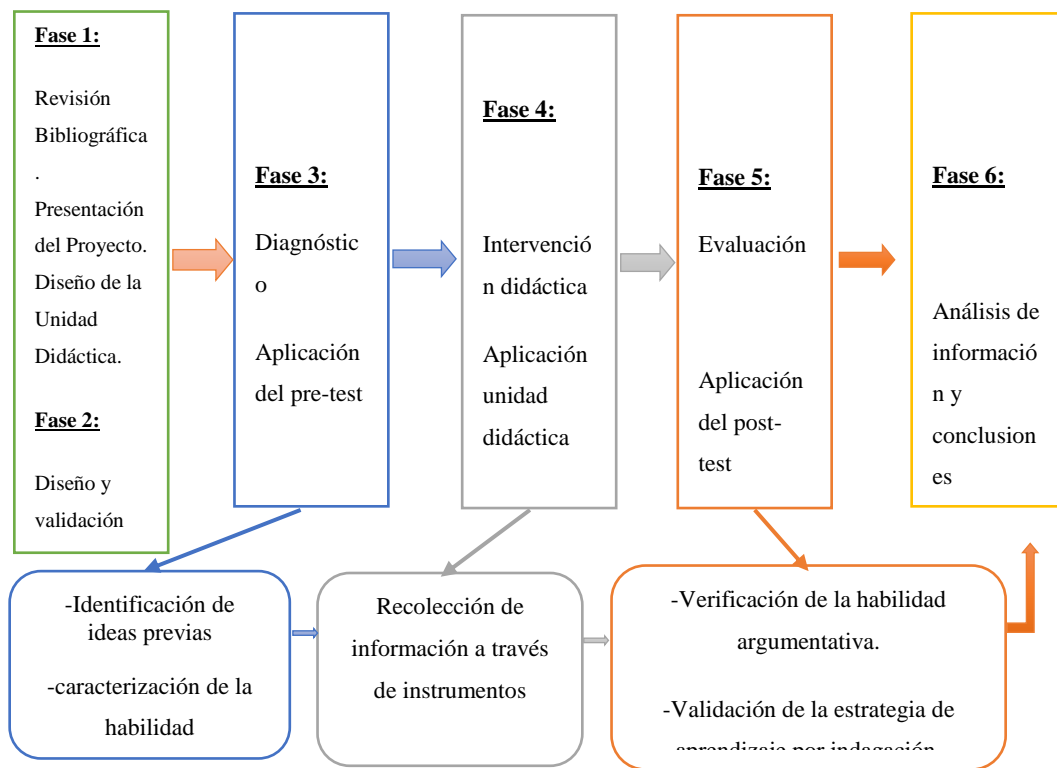 Fase 1:
Revisión
Bibliográfica
.
Presentación
del Proyecto.
Diseño de la
Unidad
Didáctica.
Fase 2:
Diseño y
validación
Fase 3:
Diagnóstic
o
Aplicación
del pre-test
Fase 4:
Intervenció
n didáctica
Aplicación
unidad
didáctica
Fase 5:
Evaluación
Aplicación
del post-
test
Fase 6:
Análisis de
informació
n y
conclusion
es
-Identificación de
ideas previas
-caracterización de la
habilidad
Recolección de
información a través
de instrumentos
-Verificación de la habilidad
argumentativa.
-Validación de la estrategia de
aprendizaje por indagación